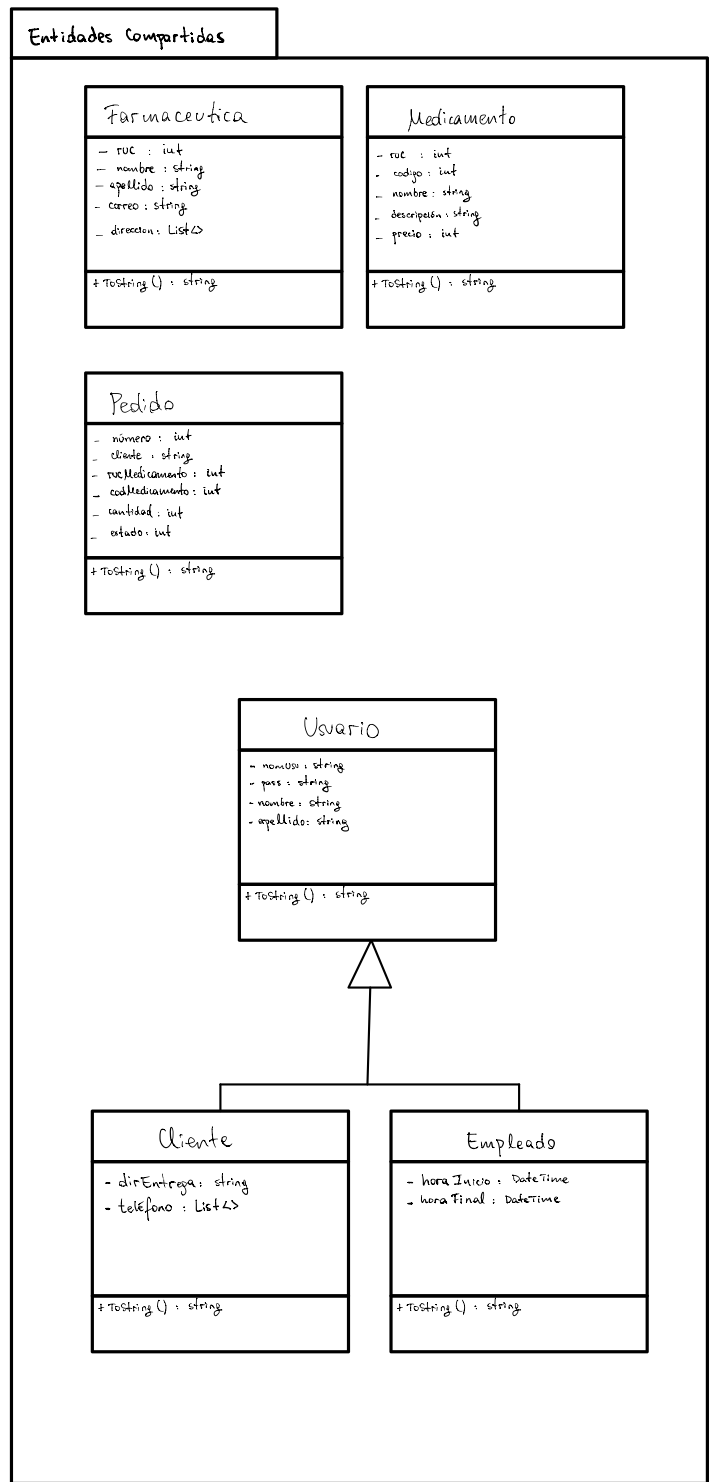 Entidades Compartidas
Farmaceutica
- ruc : int
- nombre : string
- apellido : string
- correo : string
- direccion : List<>
+ ToString () : string
Medicamento
- ruc : int
- codigo : int
- nombre : string
- descripción : string
- precio : int
+ ToString () : string
Pedido
- número : int
- cliente : string
- rucMedicamento : int
- codMedicamento : int
- cantidad : int
- estado : int
+ ToString () : string
Usuario
- nomUsu : string
- pass : string
- nombre : string
- apellido : string
+ ToString () : string
Cliente
- dirEntrega : string
- teléfono : List<>
+ ToString () : string
Empleado
- hora Inicio : DateTime
- hora Final : DateTime
+ ToString () : string